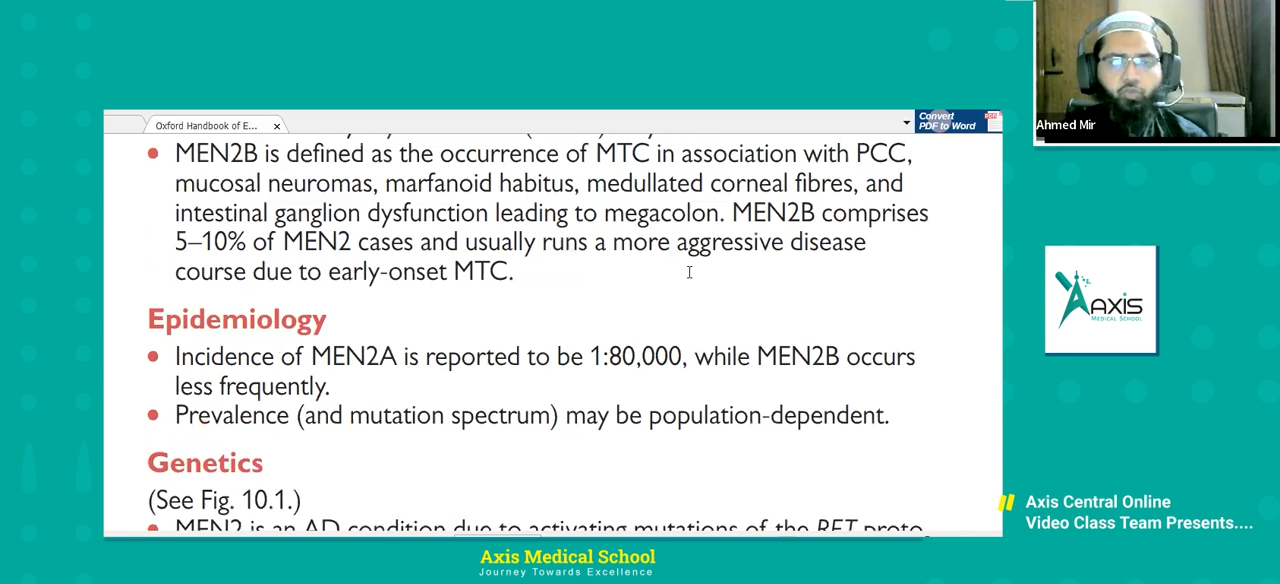 Oxford Handbook of E...
Convert
PDF to Word
PDF
Ahmed Mir
MEN2B is defined as the occurrence of MTC in association with PCC,
mucosal neuromas, marfanoid habitus, medullated corneal fibres, and
intestinal ganglion dysfunction leading to megacolon. MEN2B comprises
5–10% of MEN2 cases and usually runs a more aggressive disease
course due to early-onset MTC.
Epidemiology
Incidence of MEN2A is reported to be 1:80,000, while MEN2B occurs
less frequently.
Prevalence (and mutation spectrum) may be population-dependent.
Genetics
(See Fig. 10.1.)
MEN2 is an AD condition due to activating mutations of the RET proto
AXIS
MEDICAL SCHOOL
Axis Central Online
Video Class Team Presents....
Axis Medical School
Journey Towards Excellence